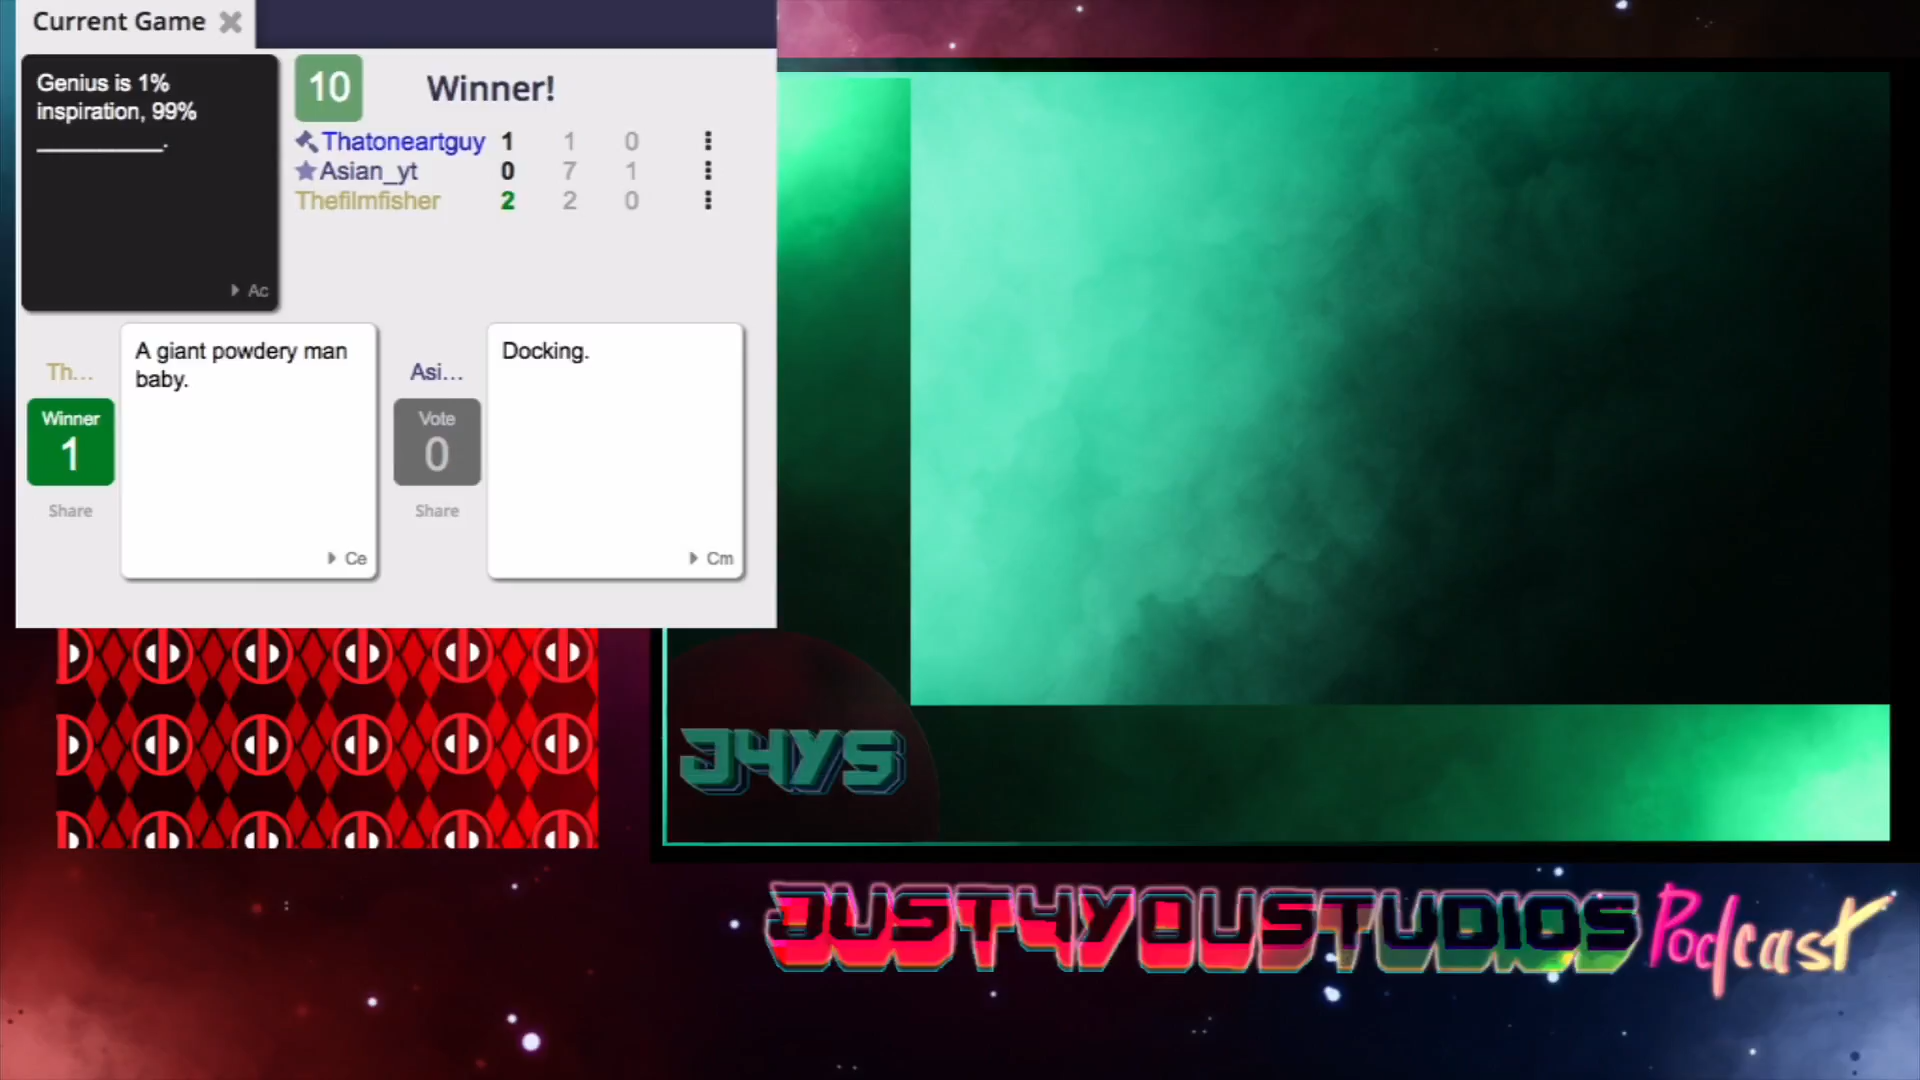 Current Game
Genius is 1%
inspiration, 99%
__________.
Ac
10
Winner!
Thatoneartguy 1 1 0
Asian_yt 0 7 1
Thefilmfisher 2 2 0
Th...
Winner
1
Share
A giant powdery man
baby.
Ce
Asi...
Vote
0
Share
Docking.
Cm
J4YS
JUST4YOUSTUDIOS Podcast